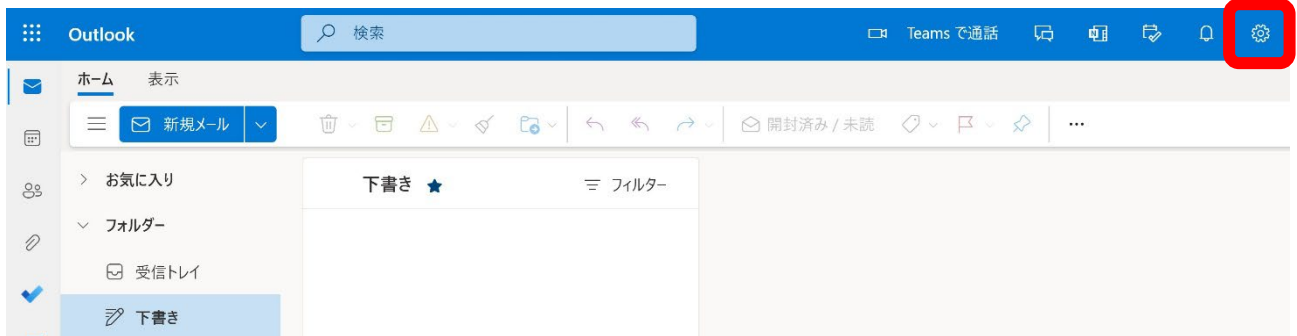 Outlook
検索
Teams で通話
ホーム 表示
新規メール
開封済み / 未読
お気に入り
下書き
フィルター
フォルダー
受信トレイ
下書き